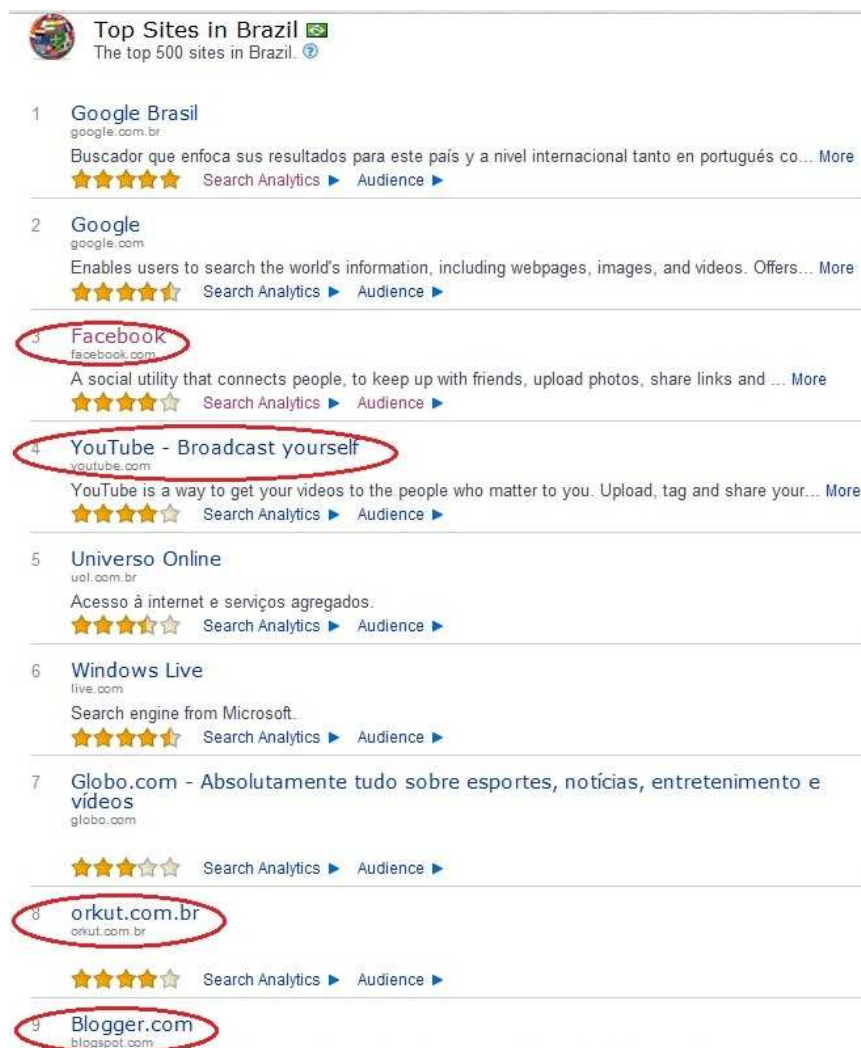 Top Sites in Brazil
The top 500 sites in Brazil. ?
1 Google Brasil
google.com.br
Buscador que enfoca sus resultados para este país y a nivel internacional tanto en portugués co... More
Search Analytics ▶ Audience ▶
2 Google
google.com
Enables users to search the world's information, including webpages, images, and videos. Offers... More
Search Analytics ▶ Audience ▶
3 Facebook
facebook.com
A social utility that connects people, to keep up with friends, upload photos, share links and ... More
Search Analytics ▶ Audience ▶
4 YouTube - Broadcast yourself
youtube.com
YouTube is a way to get your videos to the people who matter to you. Upload, tag and share your... More
Search Analytics ▶ Audience ▶
5 Universo Online
uol.com.br
Acesso à internet e serviços agregados.
Search Analytics ▶ Audience ▶
6 Windows Live
live.com
Search engine from Microsoft.
Search Analytics ▶ Audience ▶
7 Globo.com - Absolutamente tudo sobre esportes, notícias, entretenimento e
vídeos
globo.com
Search Analytics ▶ Audience ▶
8 orkut.com.br
orkut.com.br
Search Analytics ▶ Audience ▶
9 Blogger.com
blogspot.com